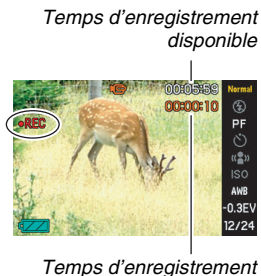 Temps d'enregistrement
disponible
00:05:59
00:00:10
REC
Normal
PF
ISO
AWB
-0.3EV
12/24
Temps d'enregistrement